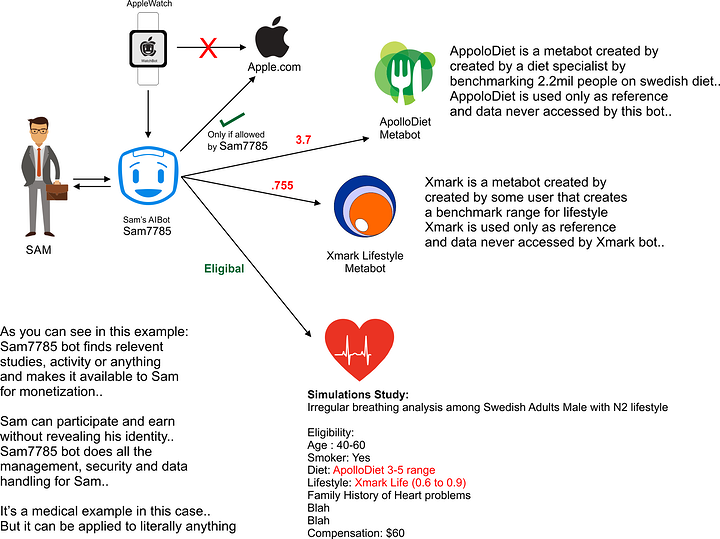 AppleWatch
WatchBot
X
Apple.com
Only if allowed
by Sam7785
3.7
.755
Eligibal
SAM
Sam's AIBot
Sam7785
ApolloDiet
Metabot
AppoloDiet is a metabot created by
created by a diet specialist by
benchmarking 2.2mil people on swedish diet..
AppoloDiet is used only as reference
and data never accessed by this bot..
Xmark Lifestyle
Metabot
Xmark is a metabot created by
created by some user that creates
a benchmark range for lifestyle
Xmark is used only as reference
and data never accessed by Xmark bot..
As you can see in this example:
Sam7785 bot finds relevent
studies, activity or anything
and makes it available to Sam
for monetization..
Sam can participate and earn
without revealing his identity..
Sam7785 bot does all the
management, security and data
handling for Sam..
It's a medical example in this case..
But it can be applied to literally anything
Simulations Study:
Irregular breathing analysis among Swedish Adults Male with N2 lifestyle
Eligibility:
Age : 40-60
Smoker: Yes
Diet: ApolloDiet 3-5 range
Lifestyle: Xmark Life (0.6 to 0.9)
Family History of Heart problems
Blah
Blah
Compensation: $60